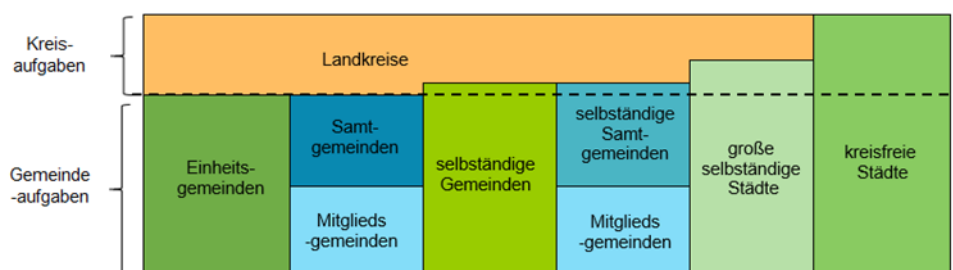 Kreis-
aufgaben
Landkreise
Gemeinde
-aufgaben
Einheits-
gemeinden
Samt-
gemeinden
Mitglieds
-gemeinden
selbständige
Gemeinden
selbständige
Samt-
gemeinden
Mitglieds
-gemeinden
große
selbständige
Städte
kreisfreie
Städte